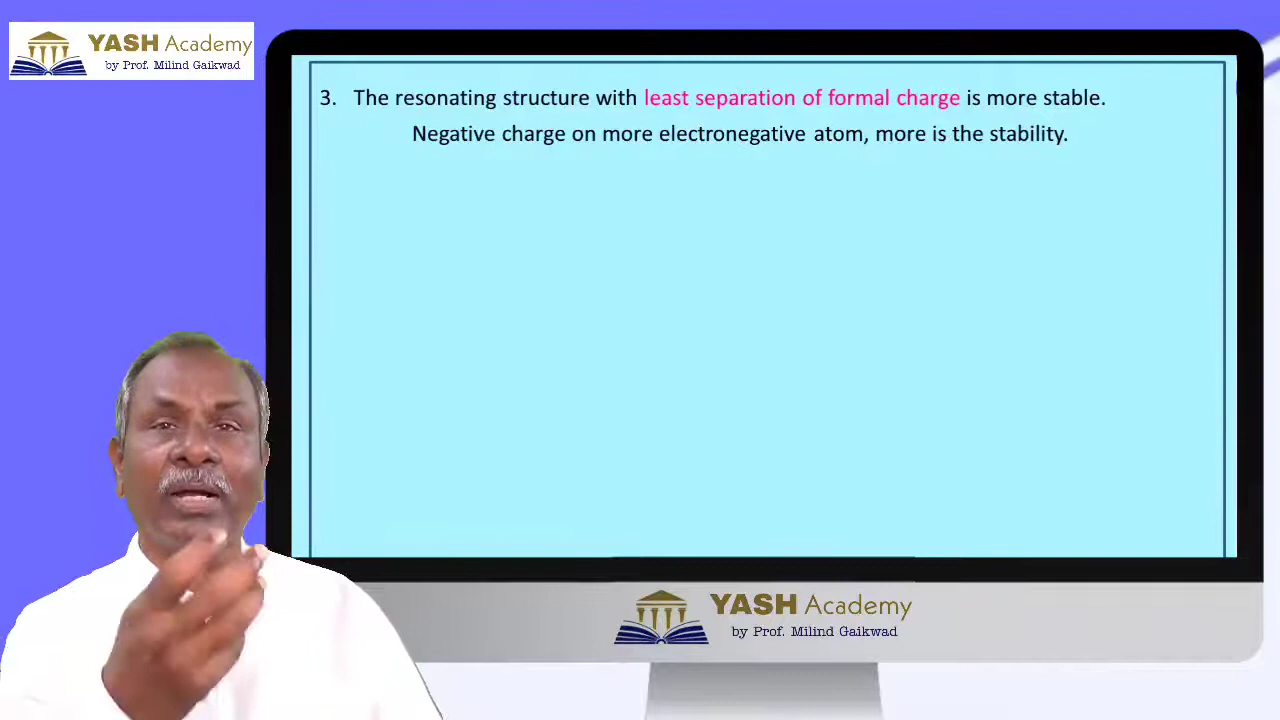 YASH Academy
by Prof. Milind Gaikwad
3. The resonating structure with least separation of formal charge is more stable.
Negative charge on more electronegative atom, more is the stability.
YASH Academy
by Prof. Milind Gaikwad